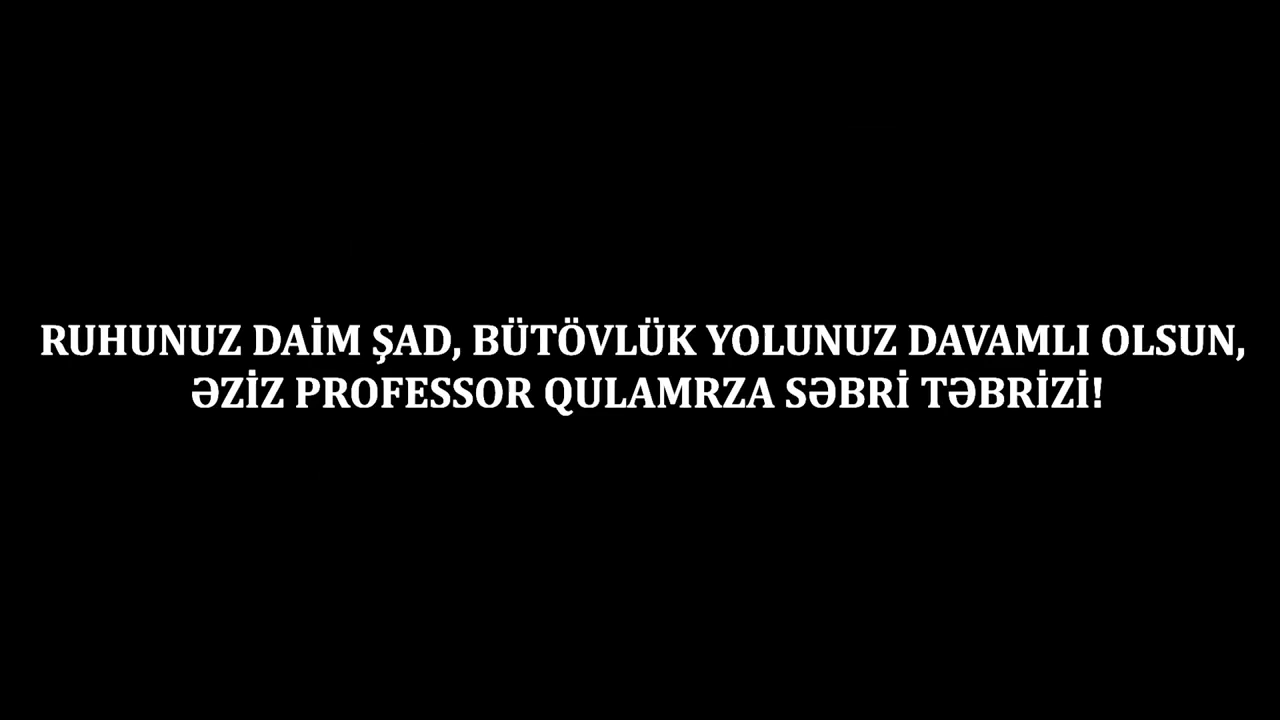 RUHUNUZ DAİM ŞAD, BÜTÖVLÜK YOLUNUZ DAVAMLI OLSUN,
ƏZİZ PROFESSOR QULAMRZA SƏBRİ TƏBRİZİ!